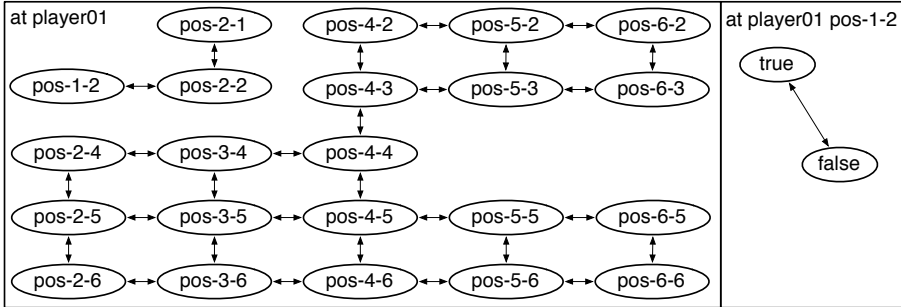 at player01 pos-2-1 pos-4-2 pos-5-2 pos-6-2 at player01 pos-1-2
true
pos-1-2 pos-2-2 pos-4-3 pos-5-3 pos-6-3
pos-2-4 pos-3-4 pos-4-4 false
pos-2-5 pos-3-5 pos-4-5 pos-5-5 pos-6-5
pos-2-6 pos-3-6 pos-4-6 pos-5-6 pos-6-6